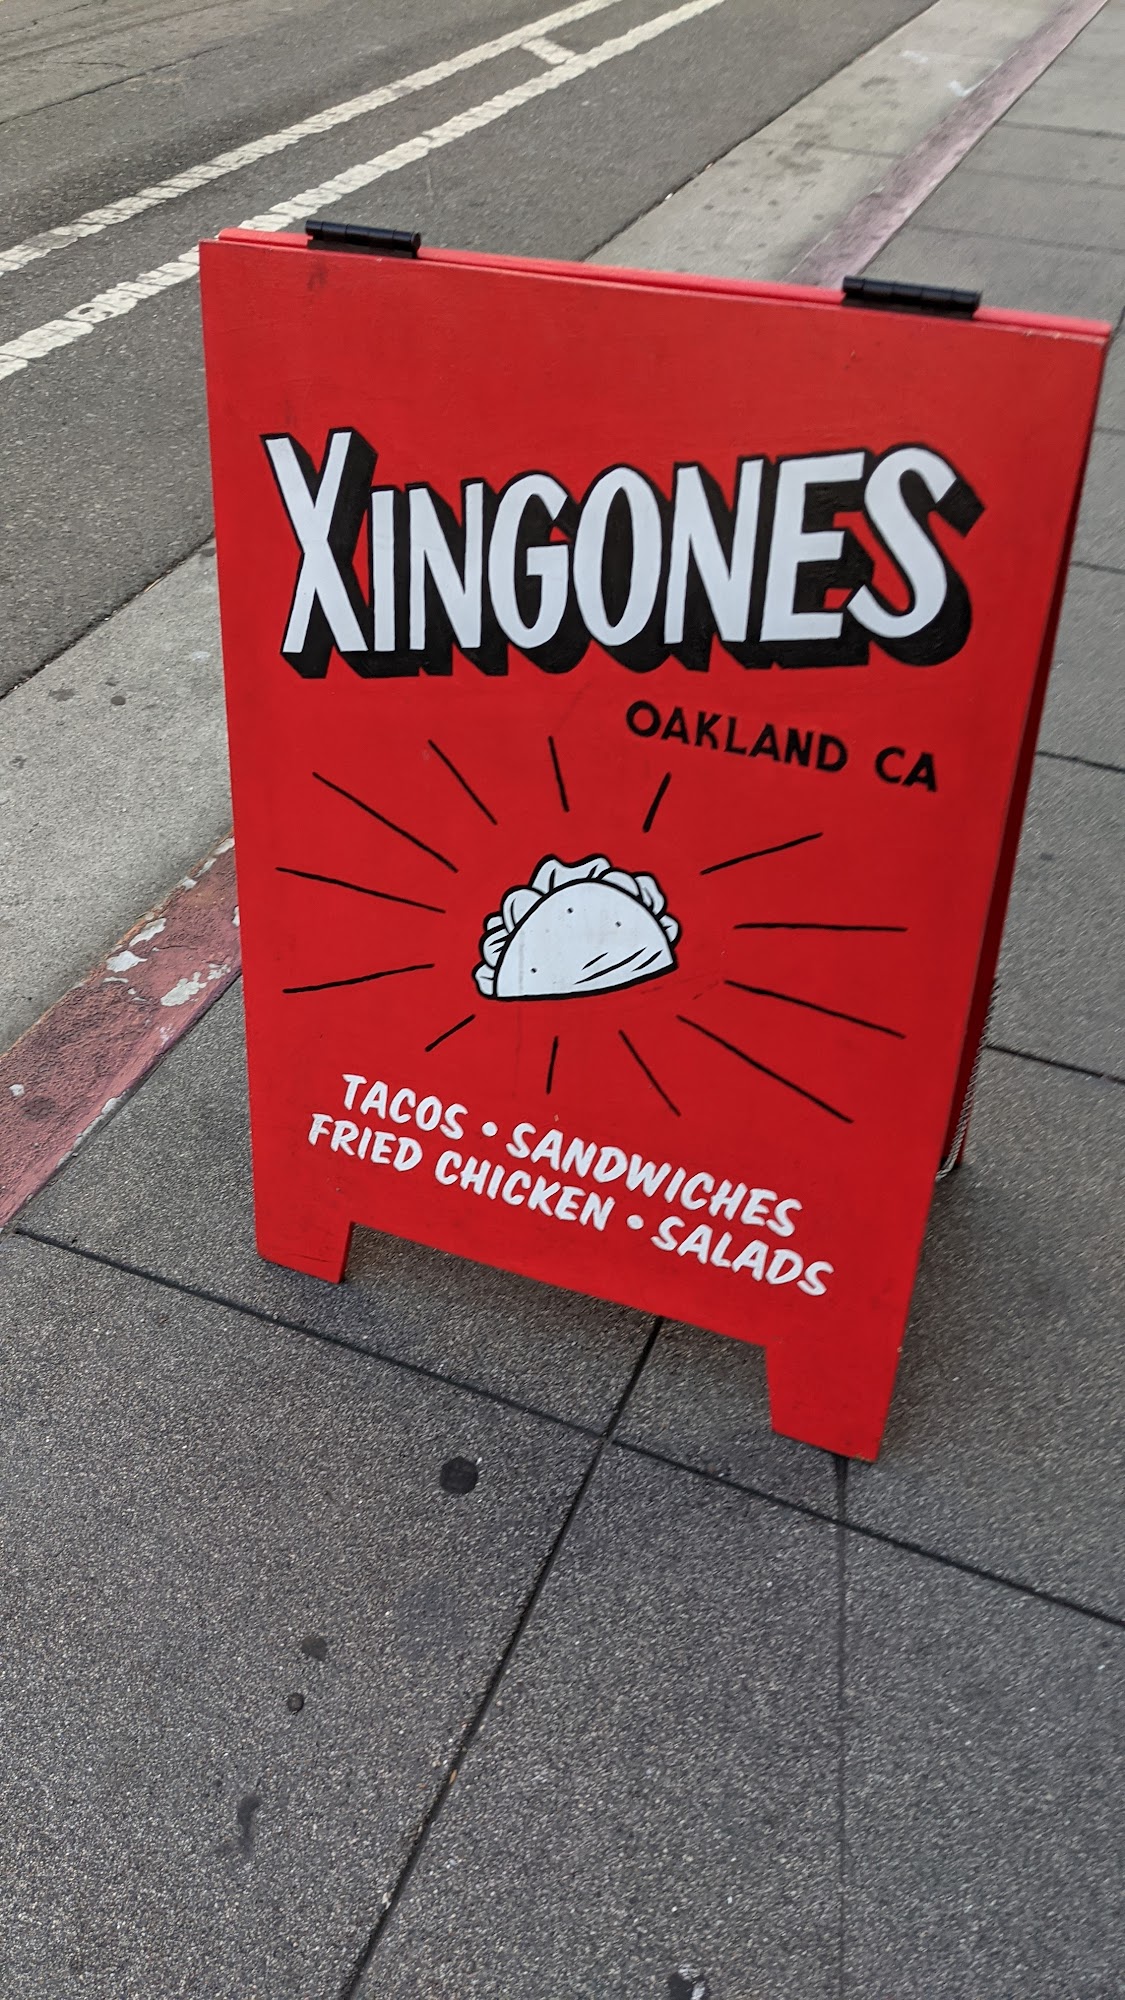 XINGONES
OAKLAND CA
TACOS • SANDWICHES
FRIED CHICKEN • SALADS